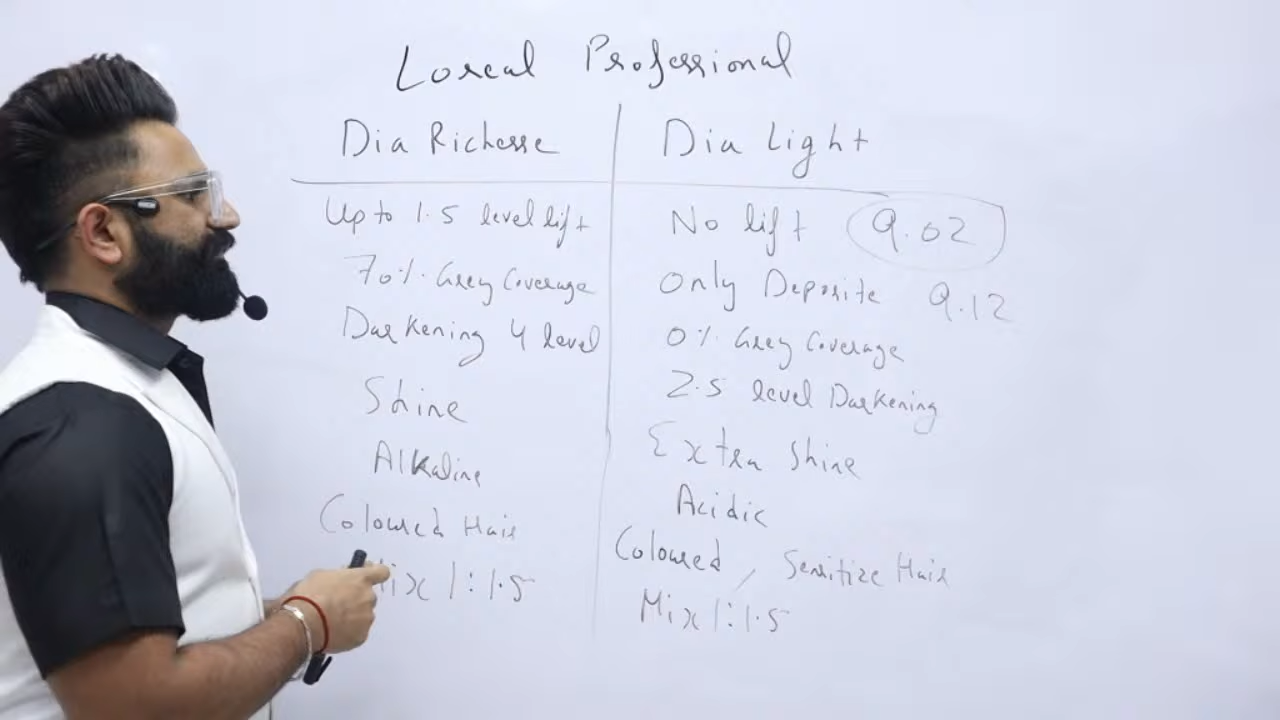 Loreal Professional
Dia Richesse
Up to 1.5 level lift
70% Grey Coverage
Darkening 4 level
Shine
Alkaline
Coloured Hair
Mix 1:1.5
Dia Light
No lift 9.02
Only Deposite 9.12
0% Grey Coverage
2.5 level Darkening
Extra Shine
Acidic
Coloured / Sensitize Hair
Mix 1:1.5